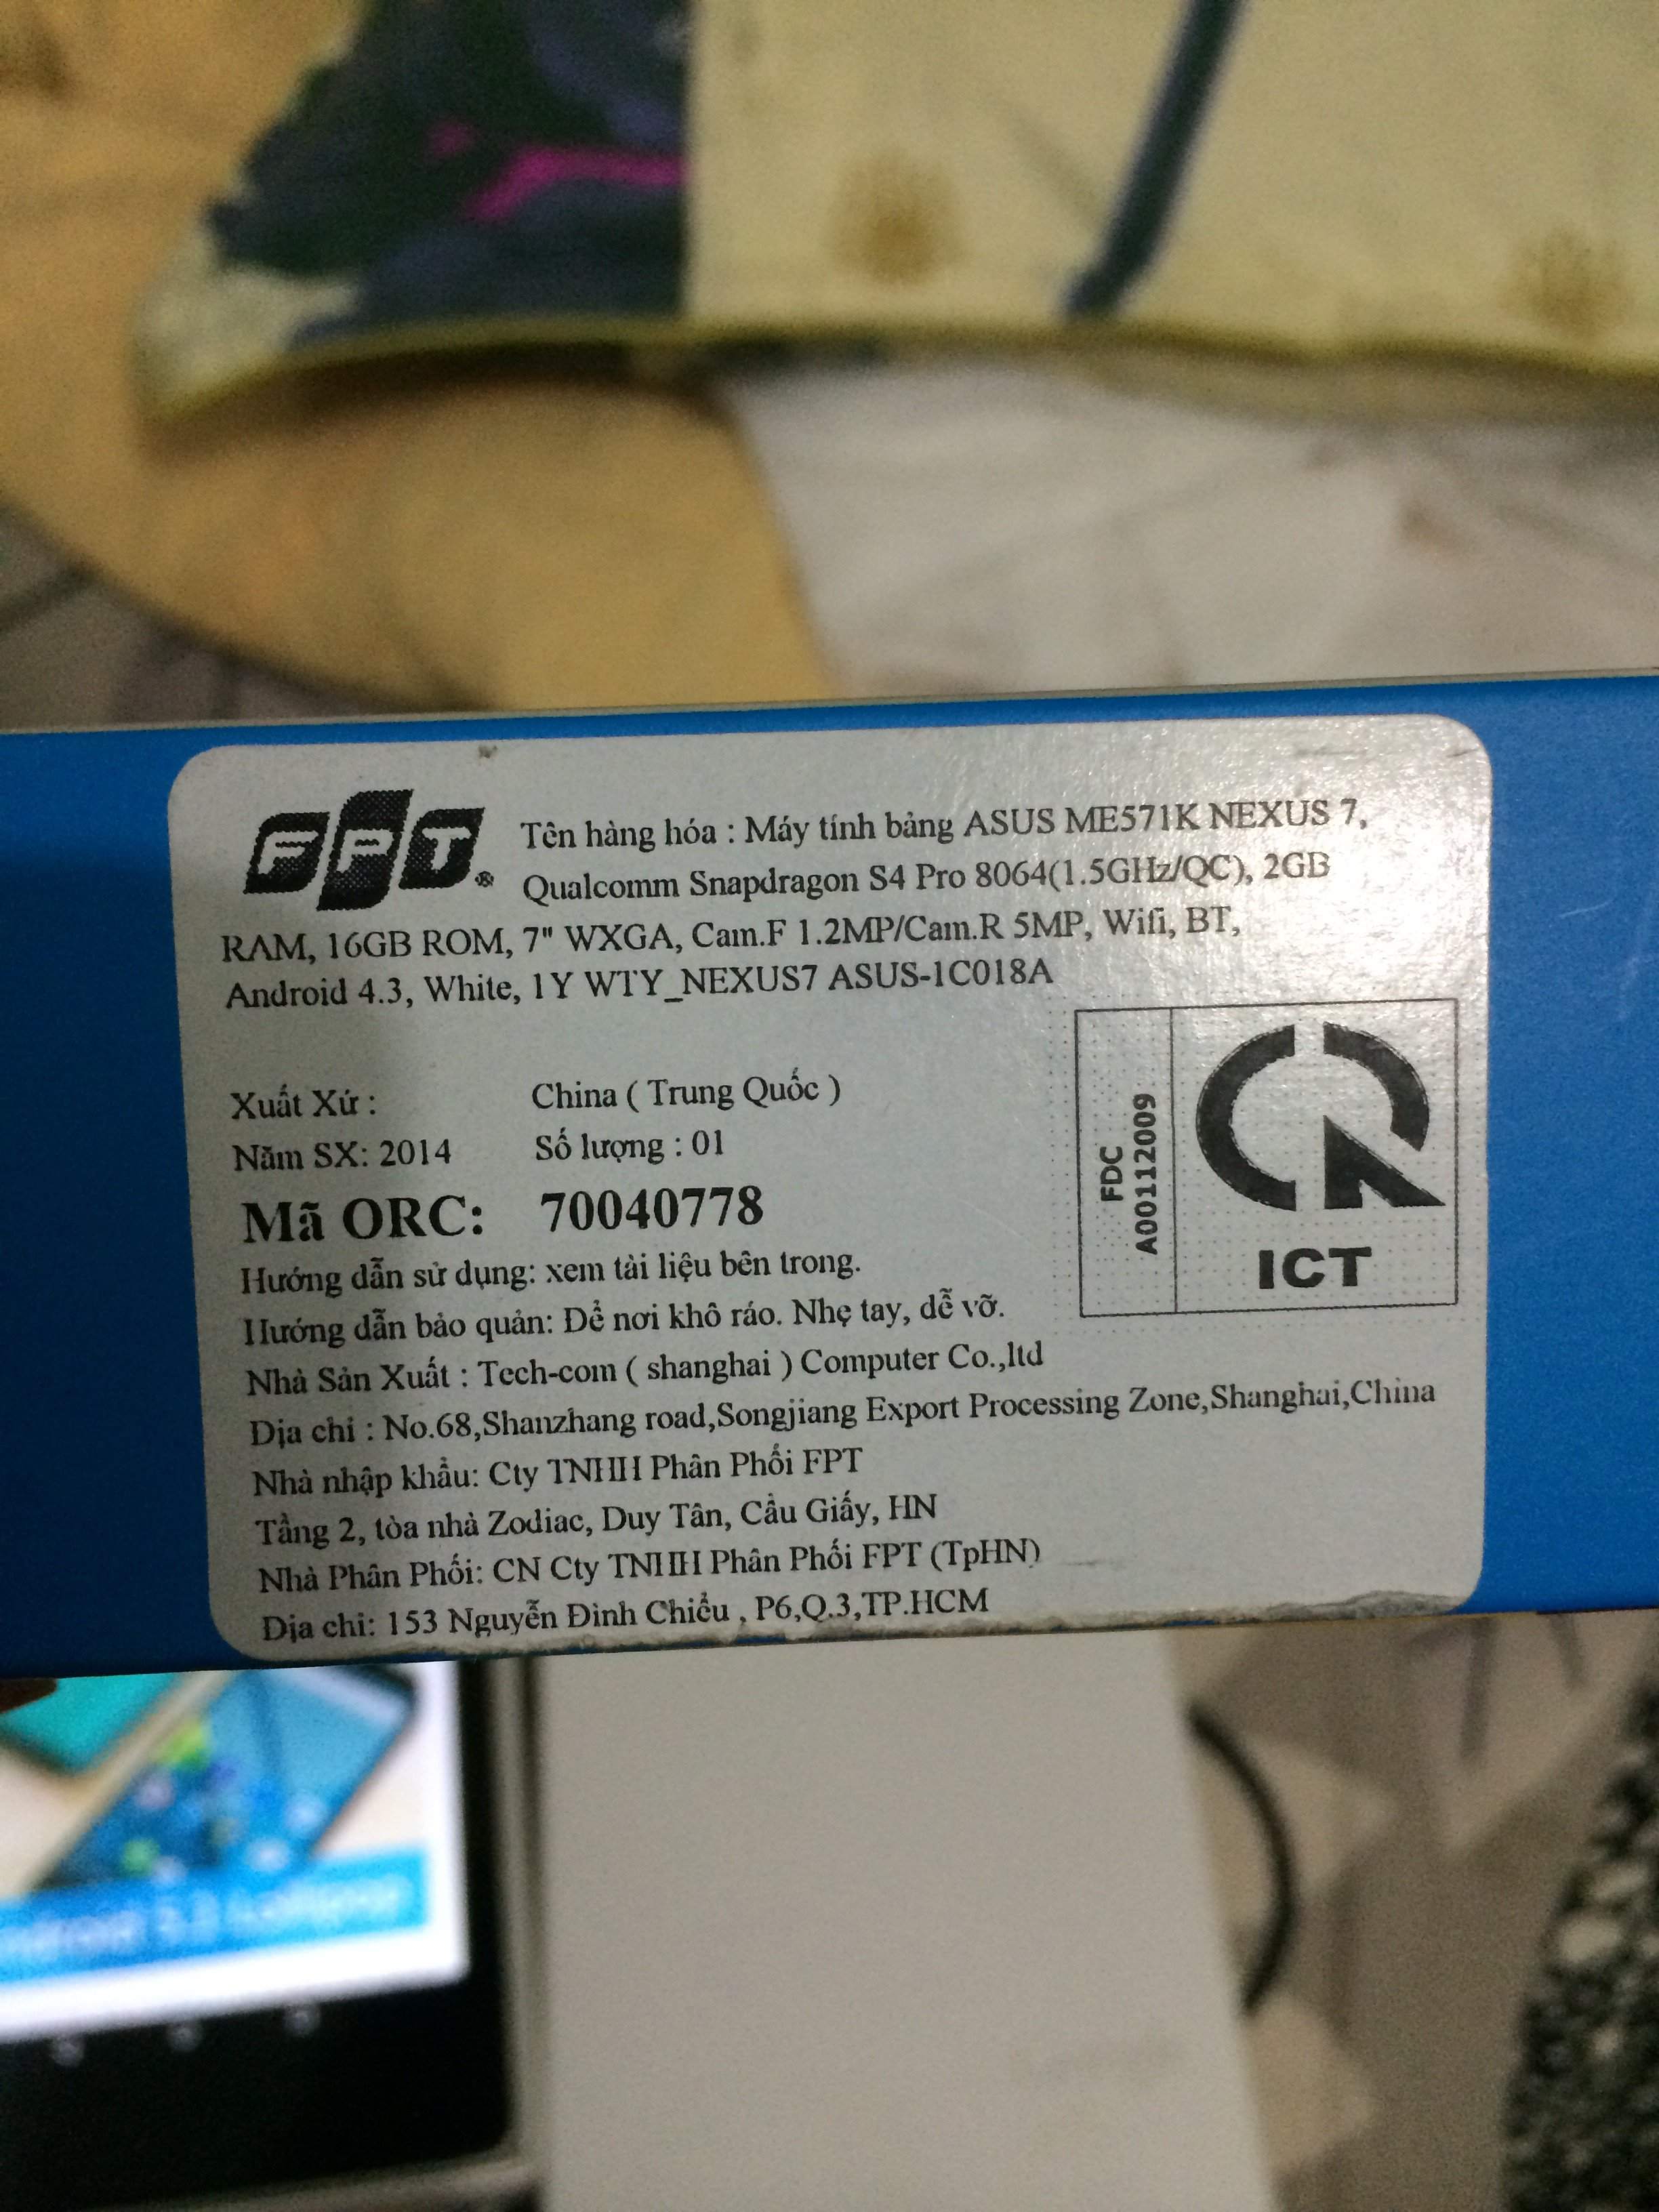 FPT®
Tên hàng hóa : Máy tính bảng ASUS ME571K NEXUS 7,
Qualcomm Snapdragon S4 Pro 8064(1.5GHz/QC), 2GB
RAM, 16GB ROM, 7" WXGA, Cam.F 1.2MP/Cam.R 5MP, Wifi, BT,
Android 4.3, White, 1Y WTY_NEXUS7 ASUS-1C018A
Xuất Xứ : China ( Trung Quốc )
Năm SX: 2014 Số lượng : 01
Mã ORC: 70040778
FDC
A00112009
ICT
Hướng dẫn sử dụng: xem tài liệu bên trong.
Hướng dẫn bảo quản: Để nơi khô ráo. Nhẹ tay, dễ vỡ.
Nhà Sản Xuất : Tech-com ( shanghai ) Computer Co.,ltd
Địa chỉ : No.68,Shanzhang road,Songjiang Export Processing Zone,Shanghai,China
Nhà nhập khẩu: Cty TNHH Phân Phối FPT
Tầng 2, tòa nhà Zodiac, Duy Tân, Cầu Giấy, HN
Nhà Phân Phối: CN Cty TNHH Phân Phối FPT (TpHN)
Địa chỉ: 153 Nguyễn Đình Chiểu , P6,Q.3,TP.HCM